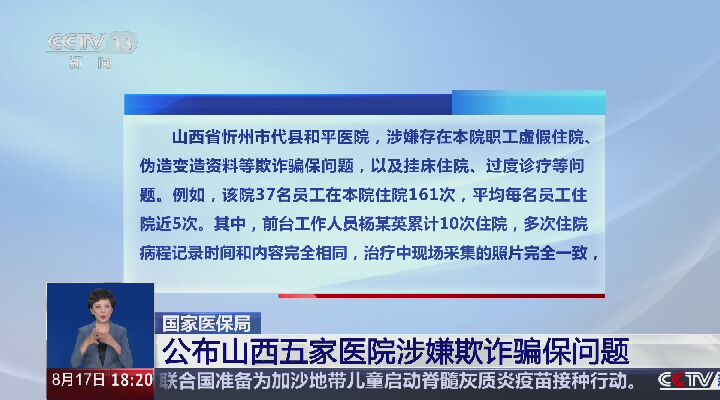 CCTV 13
新闻
山西省忻州市代县和平医院，涉嫌存在本院职工虚假住院、
伪造变造资料等欺诈骗保问题，以及挂床住院、过度诊疗等问
题。例如，该院37名员工在本院住院161次，平均每名员工住
院近5次。其中，前台工作人员杨某英累计10次住院，多次住院
病程记录时间和内容完全相同，治疗中现场采集的照片完全一致，
国家医保局
公布山西五家医院涉嫌欺诈骗保问题
8月17日 18:20
联合国准备为加沙地带儿童启动脊髓灰质炎疫苗接种行动。
CCTV